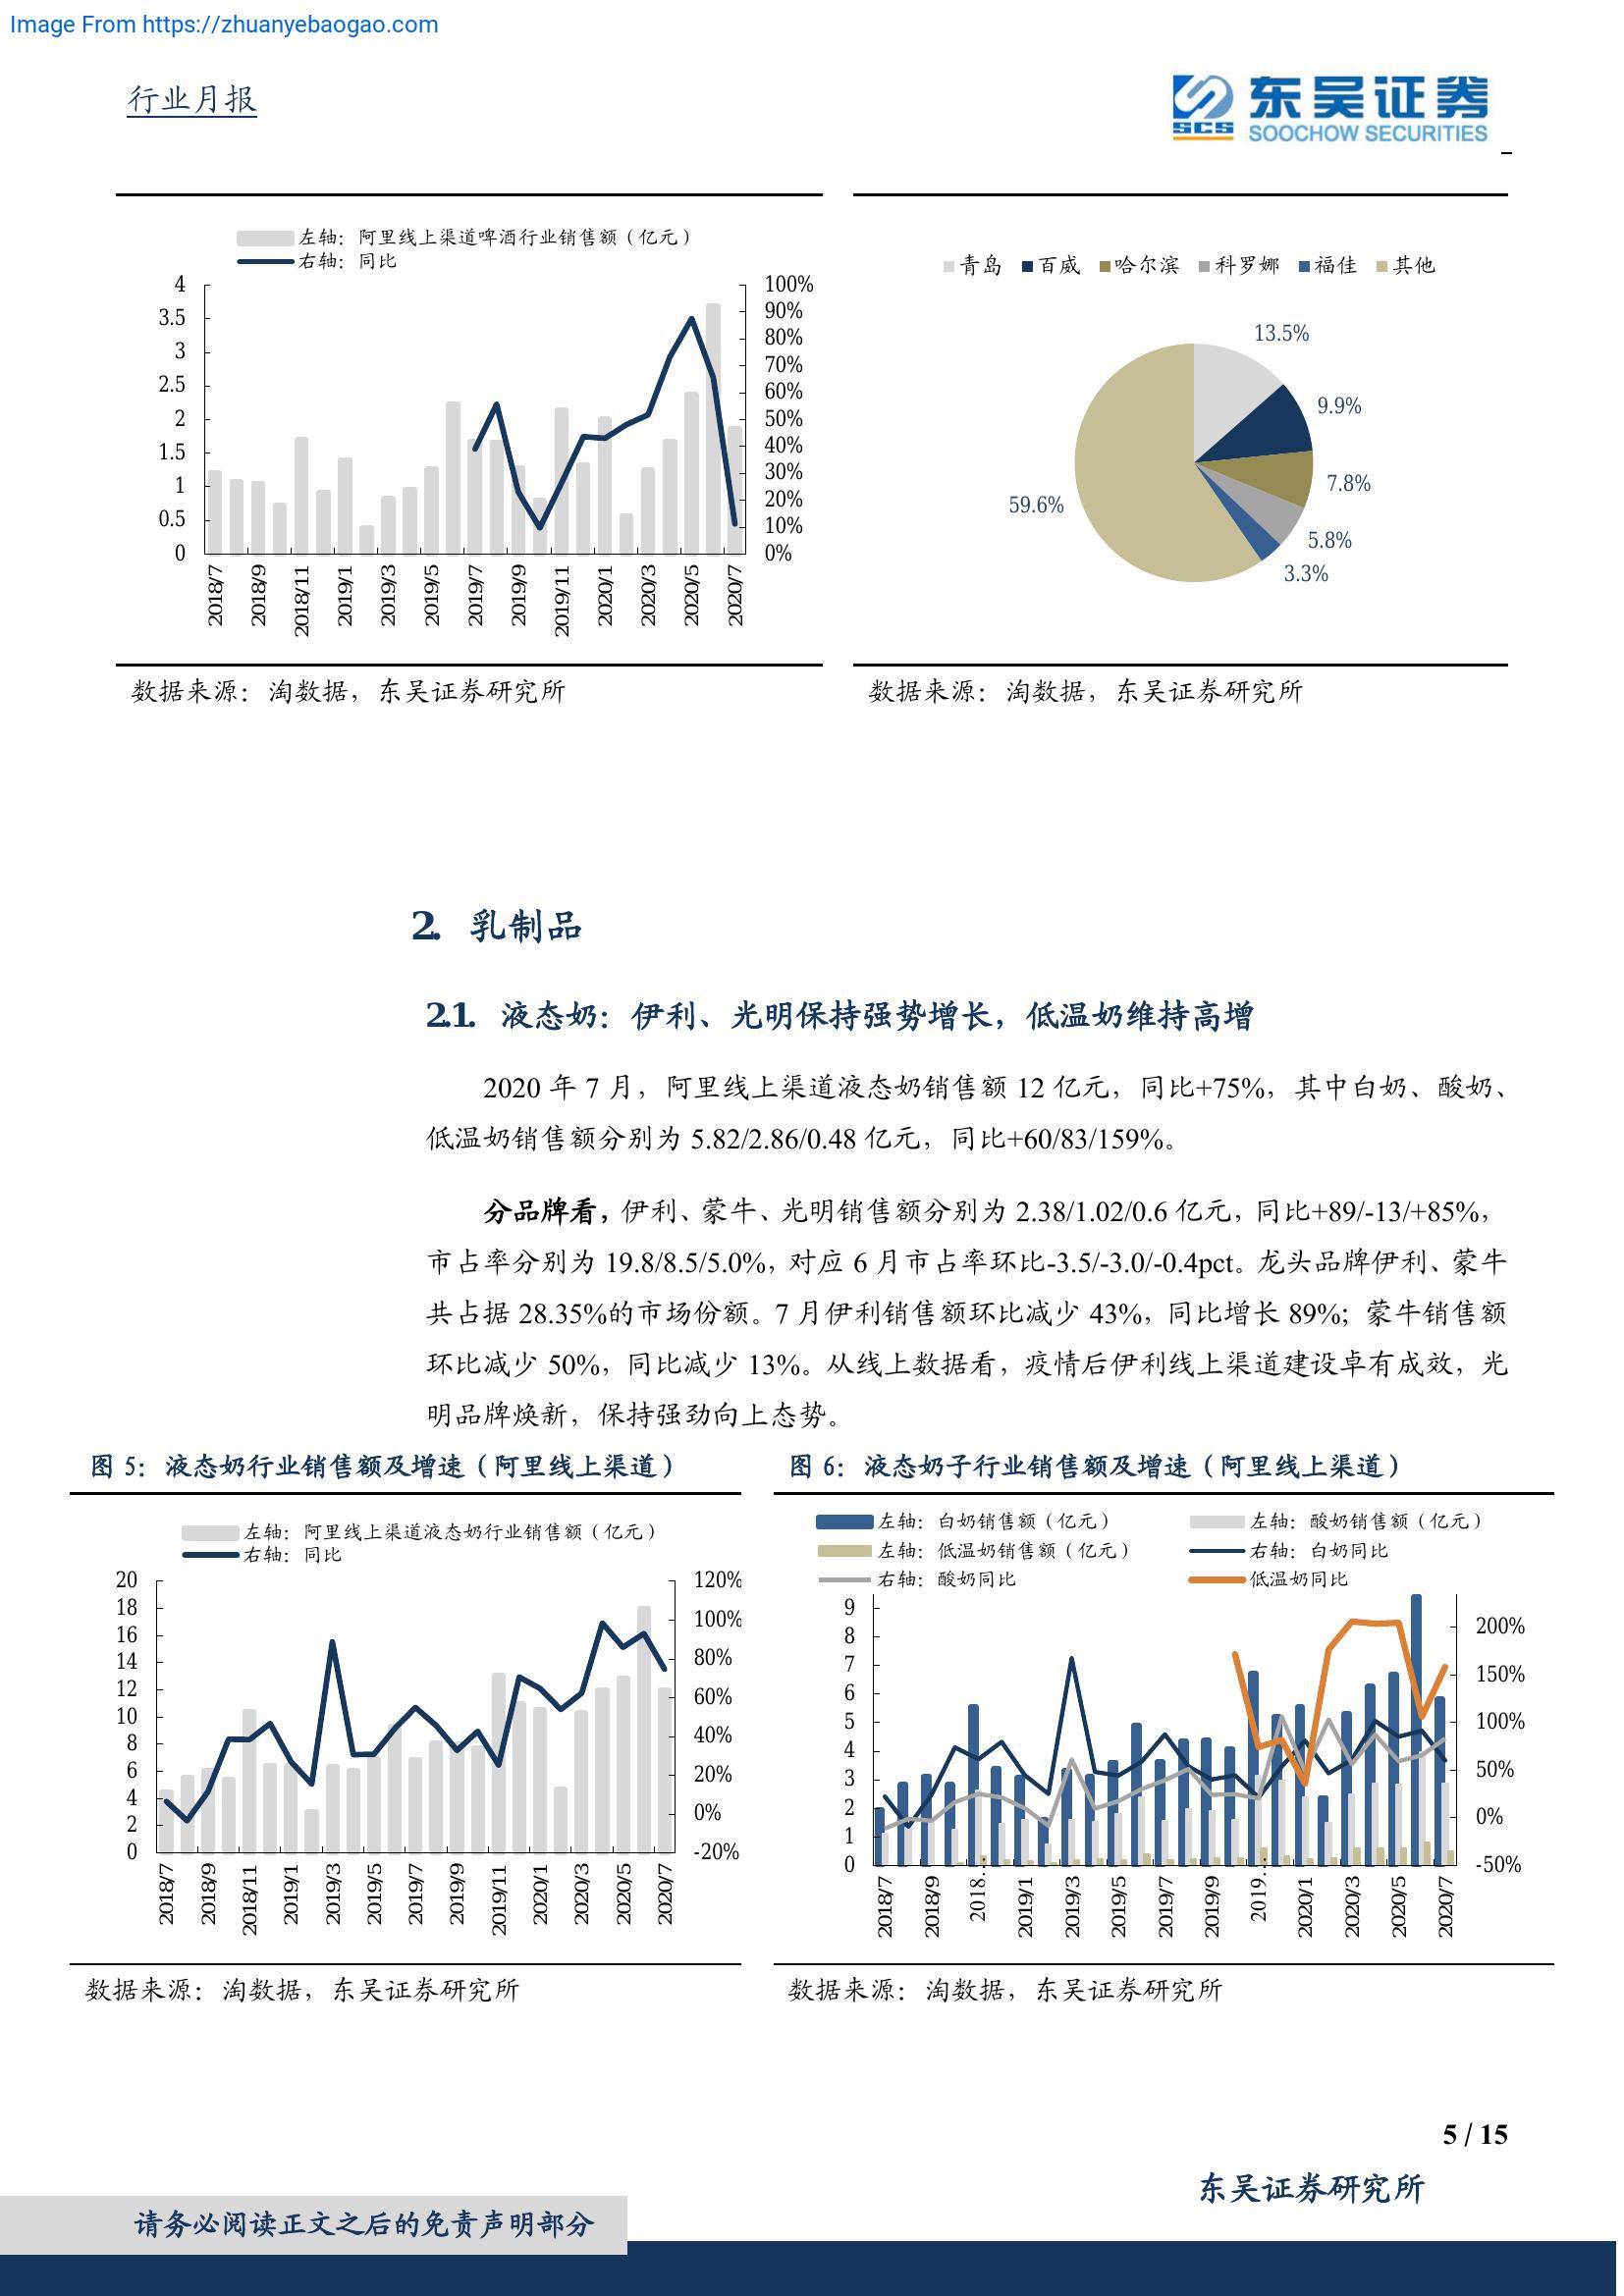 Image From https://zhuanyebaogao.com
行业月报
东吴证券
SCS
SOOCHOW SECURITIES
左轴：阿里线上渠道啤酒行业销售额（亿元）
右轴：同比
4
3.5
3
2.5
2
1.5
1
0.5
0
100%
90%
80%
70%
60%
50%
40%
30%
20%
10%
0%
2018/7
2018/9
2018/11
2019/1
2019/3
2019/5
2019/7
2019/9
2019/11
2020/1
2020/3
2020/5
2020/7
青岛 百威 哈尔滨 科罗娜 福佳 其他
13.5%
9.9%
7.8%
5.8%
3.3%
59.6%
数据来源：淘数据，东吴证券研究所
数据来源：淘数据，东吴证券研究所
2. 乳制品
2.1. 液态奶：伊利、光明保持强势增长，低温奶维持高增
2020 年 7 月，阿里线上渠道液态奶销售额 12 亿元，同比+75%，其中白奶、酸奶、
低温奶销售额分别为 5.82/2.86/0.48 亿元，同比+60/83/159%。
分品牌看，伊利、蒙牛、光明销售额分别为 2.38/1.02/0.6 亿元，同比+89/-13/+85%，
市占率分别为 19.8/8.5/5.0%，对应 6 月市占率环比-3.5/-3.0/-0.4pct。龙头品牌伊利、蒙牛
共占据 28.35%的市场份额。7 月伊利销售额环比减少 43%，同比增长 89%；蒙牛销售额
环比减少 50%，同比减少 13%。从线上数据看，疫情后伊利线上渠道建设卓有成效，光
明品牌焕新，保持强劲向上态势。
图 5：液态奶行业销售额及增速（阿里线上渠道）
左轴：阿里线上渠道液态奶行业销售额（亿元）
右轴：同比
20
18
16
14
12
10
8
6
4
2
0
120%
100%
80%
60%
40%
20%
0%
-20%
2018/7
2018/9
2018/11
2019/1
2019/3
2019/5
2019/7
2019/9
2019/11
2020/1
2020/3
2020/5
2020/7
图 6：液态奶子行业销售额及增速（阿里线上渠道）
左轴：白奶销售额（亿元）
左轴：酸奶销售额（亿元）
左轴：低温奶销售额（亿元）
右轴：白奶同比
右轴：酸奶同比
低温奶同比
9
8
7
6
5
4
3
2
1
0
200%
150%
100%
50%
0%
-50%
2018/7
2018/9
2018…
2019/1
2019/3
2019/5
2019/7
2019/9
2019…
2020/1
2020/3
2020/5
2020/7
数据来源：淘数据，东吴证券研究所
数据来源：淘数据，东吴证券研究所
5 / 15
东吴证券研究所
请务必阅读正文之后的免责声明部分